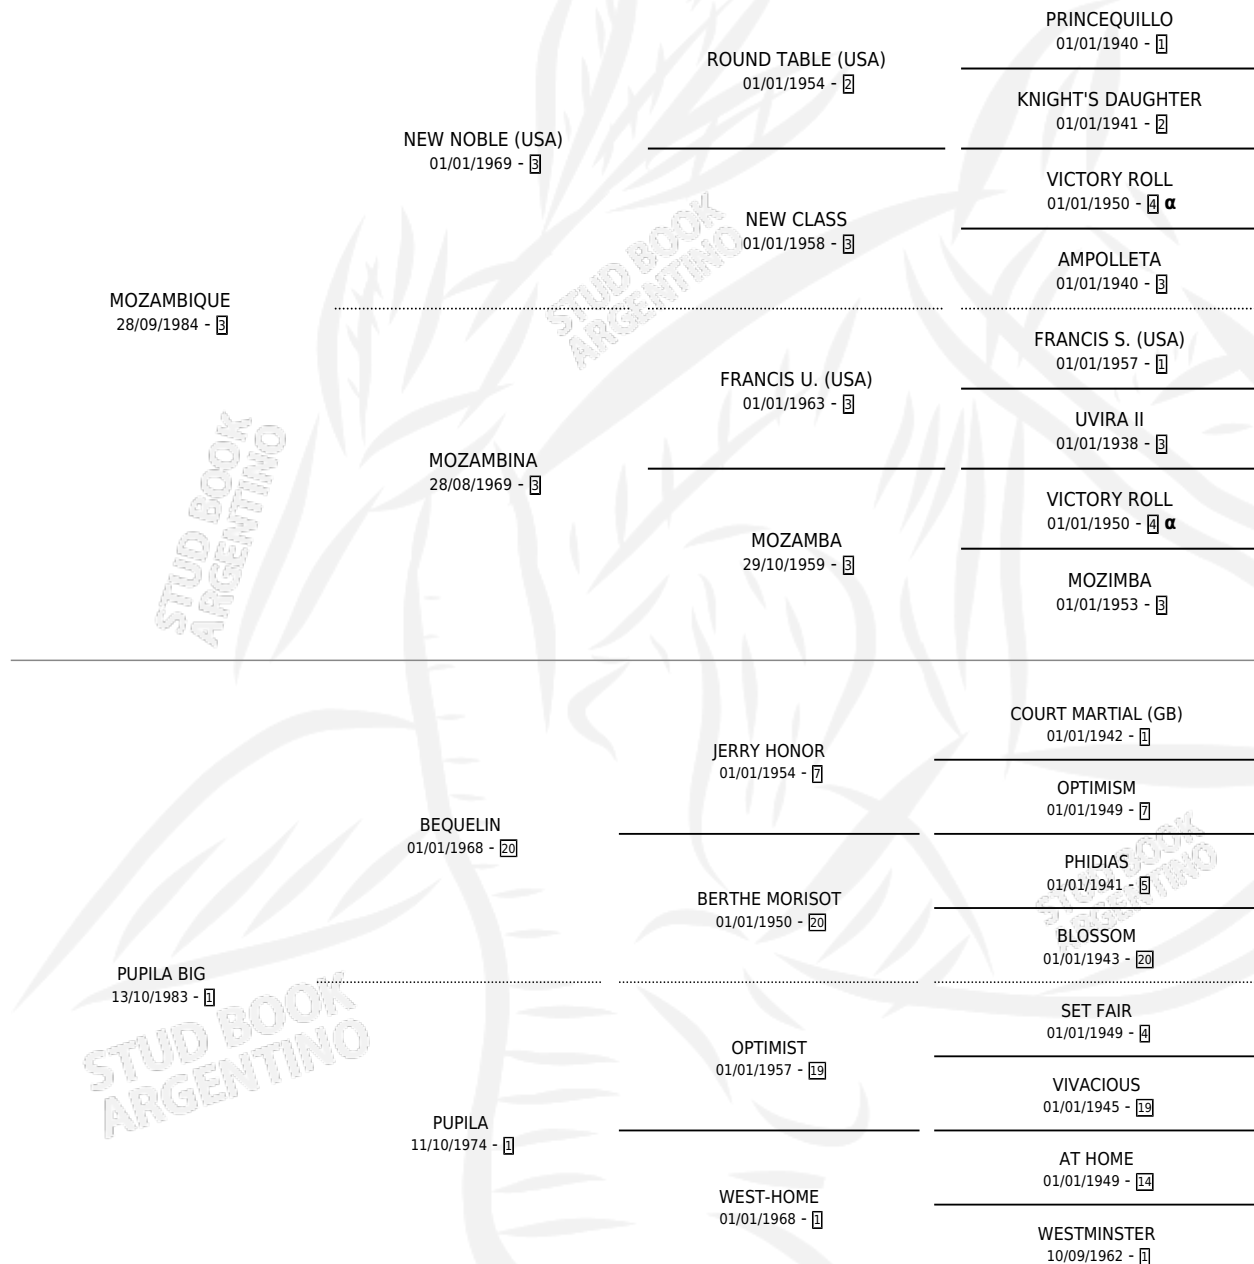 PRINCEQUILLO
01/01/1940 - 1
ROUND TABLE (USA)
01/01/1954 - 2
KNIGHT'S DAUGHTER
01/01/1941 - 2
NEW NOBLE (USA)
01/01/1969 - 3
VICTORY ROLL
01/01/1950 - 4 α
NEW CLASS
01/01/1958 - 3
AMPOLLETA
01/01/1940 - 3
MOZAMBIQUE
28/09/1984 - 3
FRANCIS S. (USA)
01/01/1957 - 1
FRANCIS U. (USA)
01/01/1963 - 3
UVIRA II
01/01/1938 - 3
MOZAMBINA
28/08/1969 - 3
VICTORY ROLL
01/01/1950 - 4 α
MOZAMBA
29/10/1959 - 3
MOZIMBA
01/01/1953 - 3
COURT MARTIAL (GB)
01/01/1942 - 1
JERRY HONOR
01/01/1954 - 7
OPTIMISM
01/01/1949 - 7
BEQUELIN
01/01/1968 - 20
PHIDIAS
01/01/1941 - 5
BERTHE MORISOT
01/01/1950 - 20
BLOSSOM
01/01/1943 - 20
PUPILA BIG
13/10/1983 - 1
SET FAIR
01/01/1949 - 4
OPTIMIST
01/01/1957 - 19
VIVACIOUS
01/01/1945 - 19
PUPILA
11/10/1974 - 1
AT HOME
01/01/1949 - 14
WEST-HOME
01/01/1968 - 1
WESTMINSTER
10/09/1962 - 1
STUD BOOK
ARGENTINO
STUD BOOK
ARGENTINO
STUD BOOK
ARGENTINO
STUD BOOK
ARGENTINO